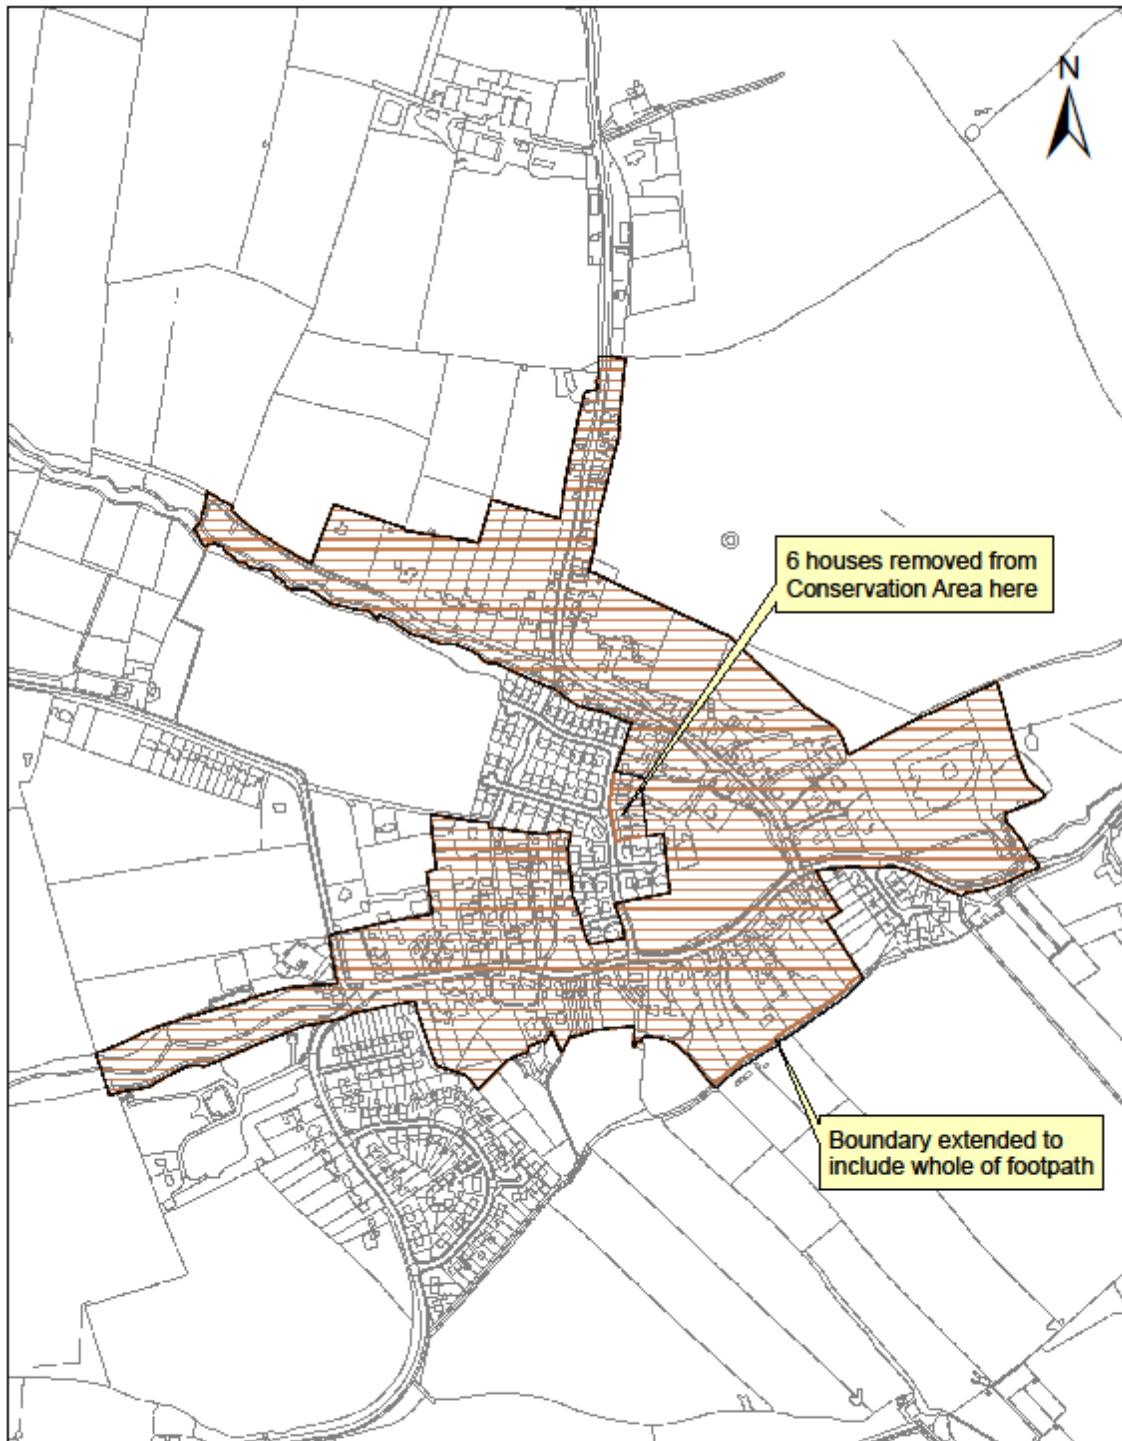 N
6 houses removed from
Conservation Area here
Boundary extended to
include whole of footpath